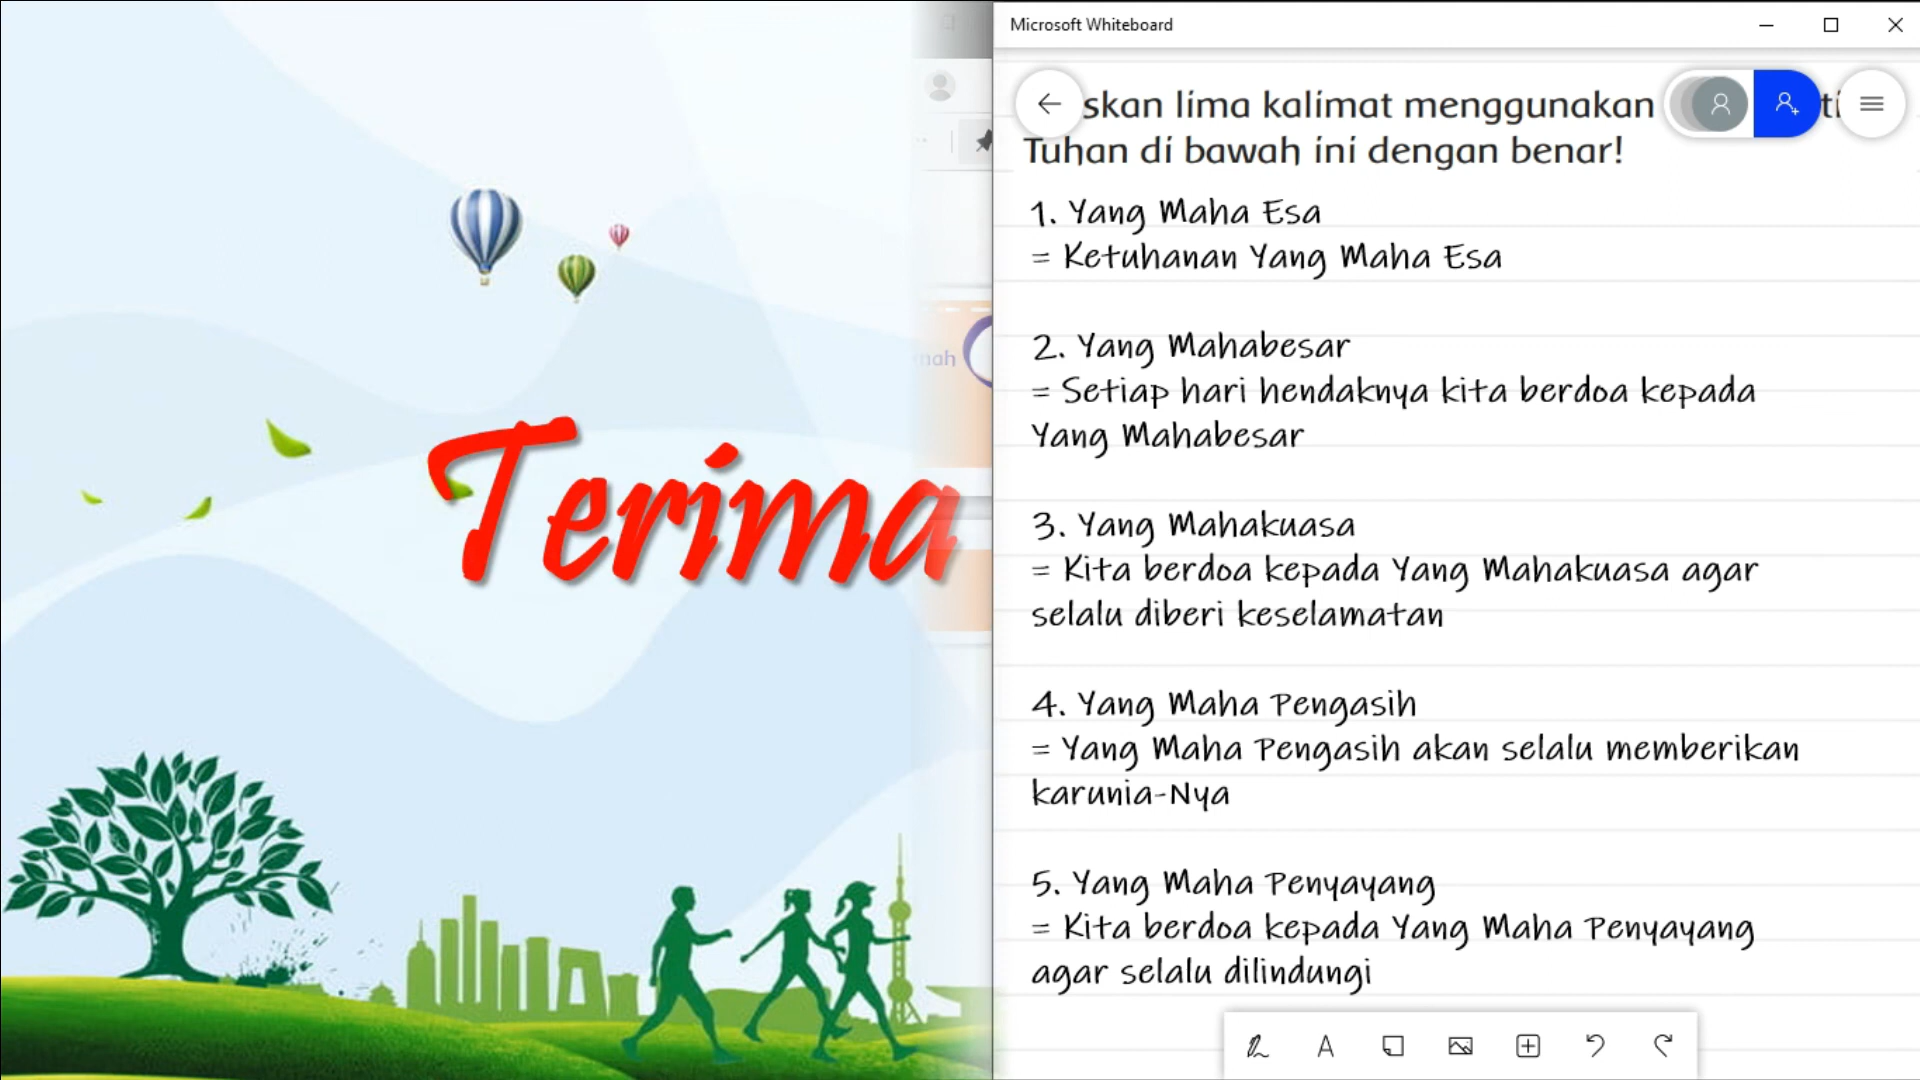 Terima
nah
Microsoft Whiteboard
skan lima kalimat menggunakan
Tuhan di bawah ini dengan benar!
1. Yang Maha Esa
= Ketuhanan Yang Maha Esa
2. Yang Mahabesar
= Setiap hari hendaknya kita berdoa kepada
Yang Mahabesar
3. Yang Mahakuasa
= Kita berdoa kepada Yang Mahakuasa agar
selalu diberi keselamatan
4. Yang Maha Pengasih
= Yang Maha Pengasih akan selalu memberikan
karunia-Nya
5. Yang Maha Penyayang
= Kita berdoa kepada Yang Maha Penyayang
agar selalu dilindungi